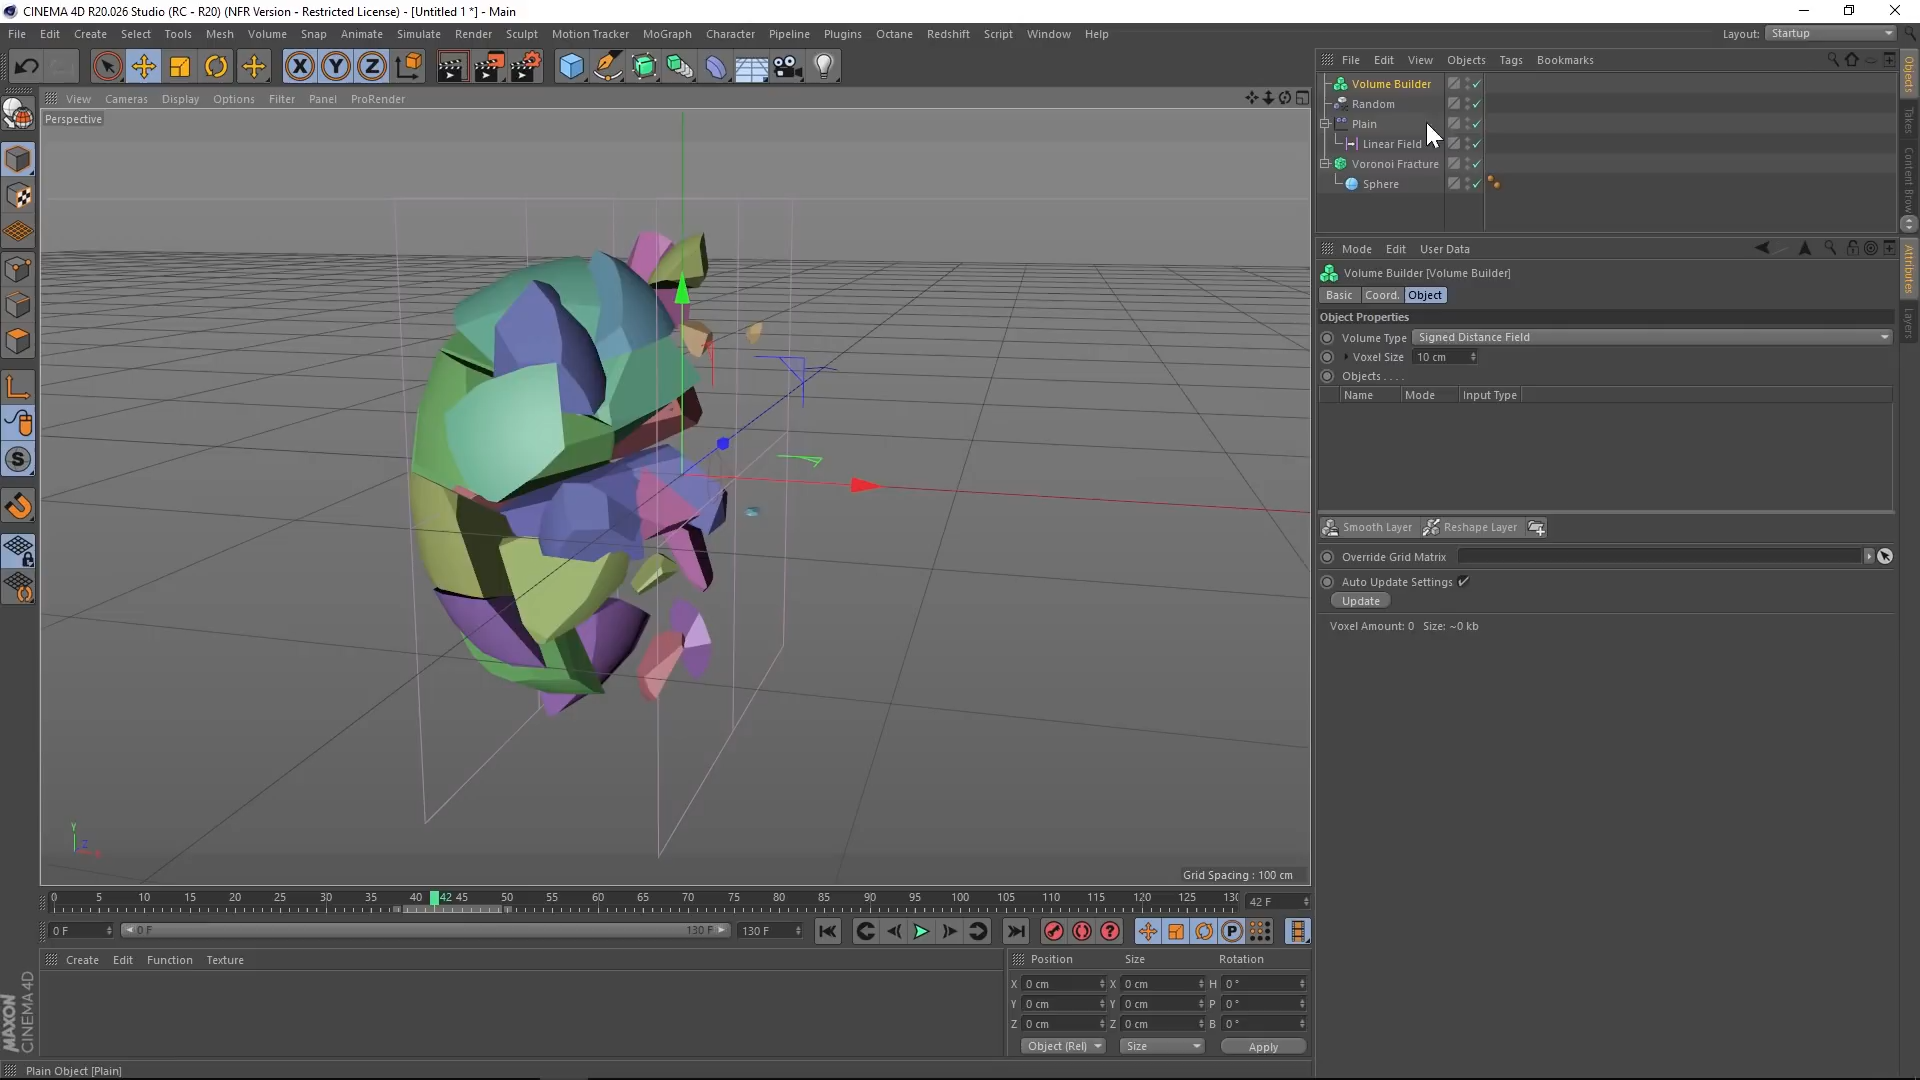 CINEMA 4D R20.026 Studio (RC - R20) (NFR Version - Restricted License) - [Untitled 1 *] - Main
File Edit Create Select Tools Mesh Volume Snap Animate Simulate Render Sculpt Motion Tracker MoGraph Character Pipeline Plugins Octane Redshift Script Window Help Layout: Startup
X Y Z
File Edit View Objects Tags Bookmarks
View Cameras Display Options Filter Panel ProRender
Perspective
Volume Builder
Random
Plain
Linear Field
Voronoi Fracture
Sphere
Objects
Takes
Content Brow
Mode Edit User Data
Volume Builder [Volume Builder]
Basic Coord. Object
Attributes
Layers
Object Properties
Volume Type Signed Distance Field
Voxel Size 10 cm
Objects . . . .
Name Mode Input Type
Smooth Layer Reshape Layer
Override Grid Matrix
Auto Update Settings
Update
Voxel Amount: 0 Size: ~0 kb
S
Y
Z
Grid Spacing : 100 cm
0 5 10 15 20 25 30 35 40 42 45 50 55 60 65 70 75 80 85 90 95 100 105 110 115 120 125 130 42 F
0 F 0 F 130 F 130 F P
Create Edit Function Texture
Position Size Rotation
X 0 cm X 0 cm H 0 °
Y 0 cm Y 0 cm P 0 °
Z 0 cm Z 0 cm B 0 °
Object (Rel) Size Apply
MAXON
CINEMA 4D
Plain Object [Plain]